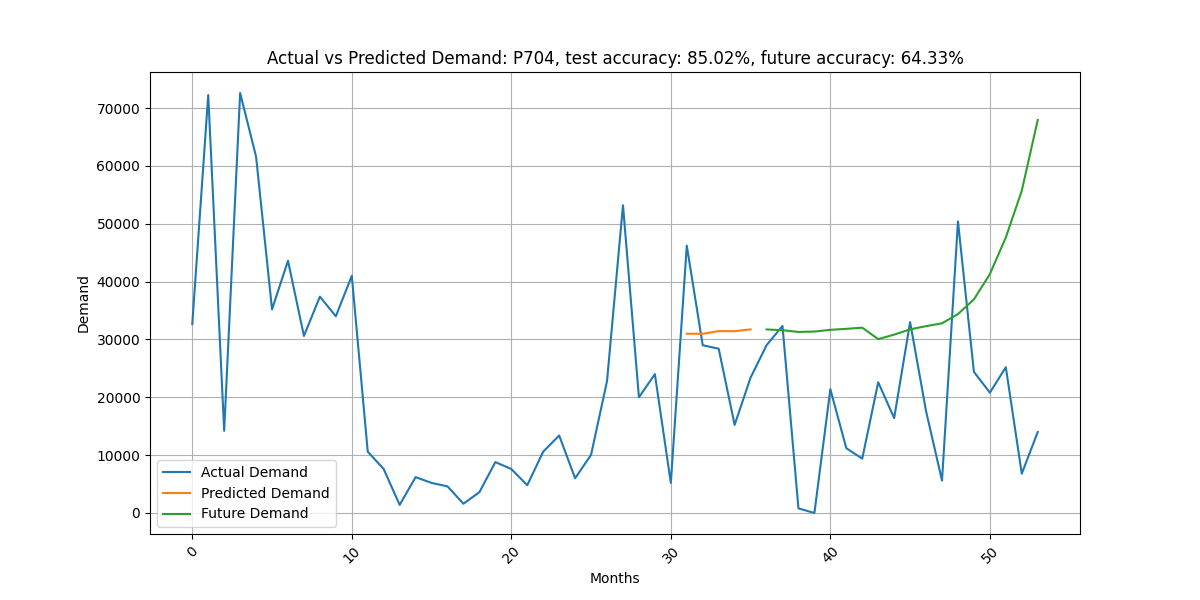 Actual vs Predicted Demand: P704, test accuracy: 85.02%, future accuracy: 64.33%
70000
60000
50000
40000
30000
20000
10000
0
Demand
Actual Demand
Predicted Demand
Future Demand
0
10
20
30
40
50
Months